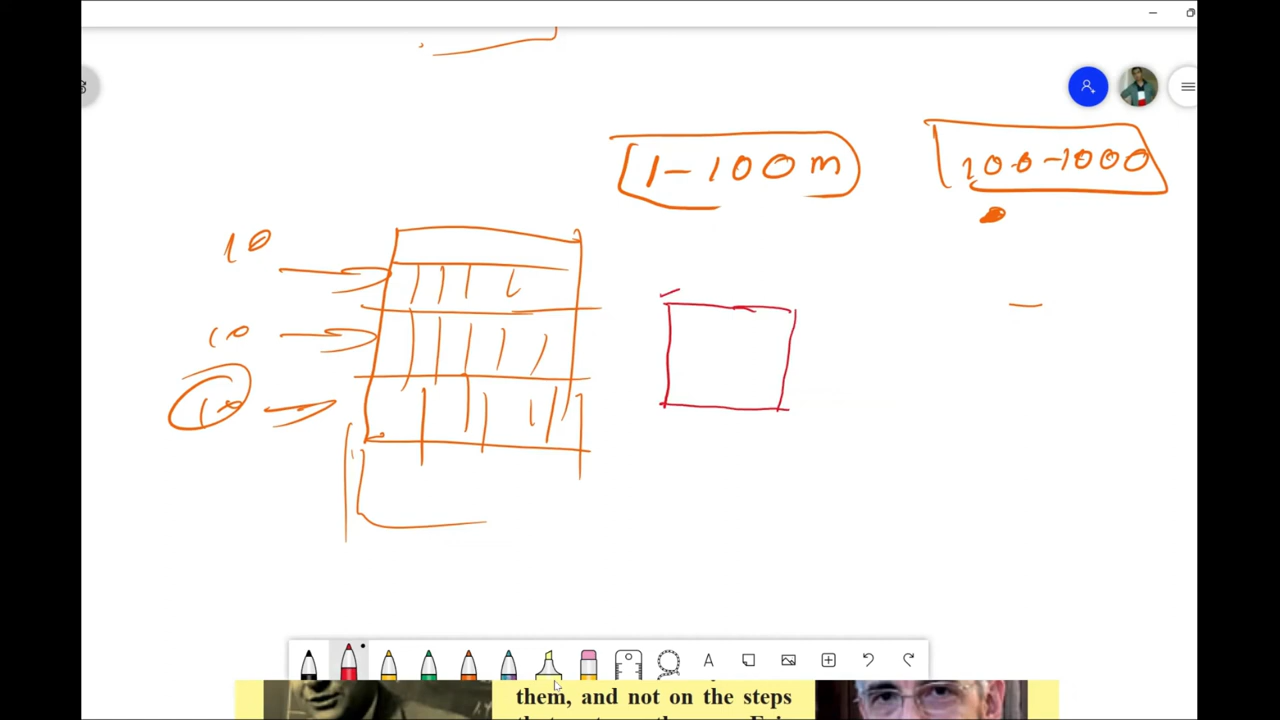 1-100m
100-1000
10
10
10
them, and not on the steps